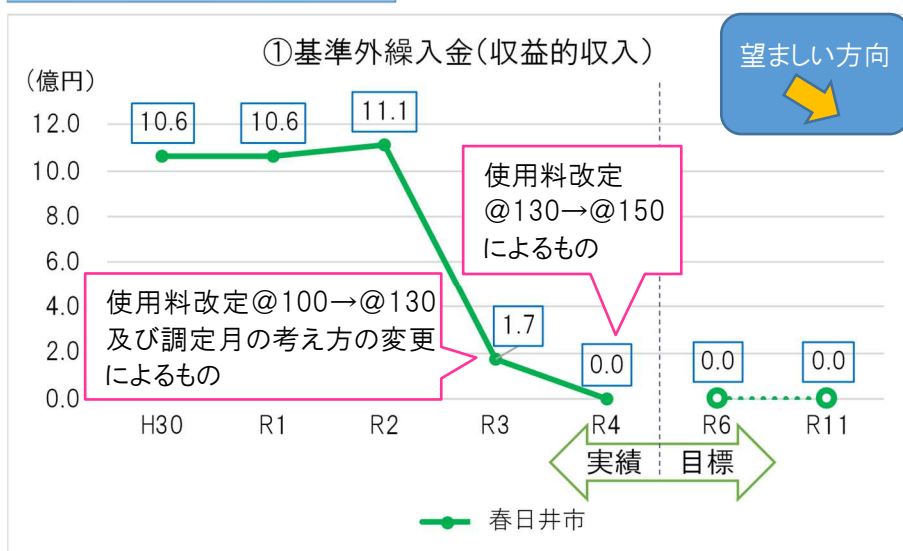 ①基準外繰入金(収益的収入)
望ましい方向
(億円)
12.0
10.0
8.0
6.0
4.0
2.0
0.0
10.6
10.6
11.1
1.7
0.0
0.0
0.0
使用料改定
@130→@150
によるもの
使用料改定@100→@130
及び調定月の考え方の変更
によるもの
H30
R1
R2
R3
R4
R6
R11
実績
目標
春日井市